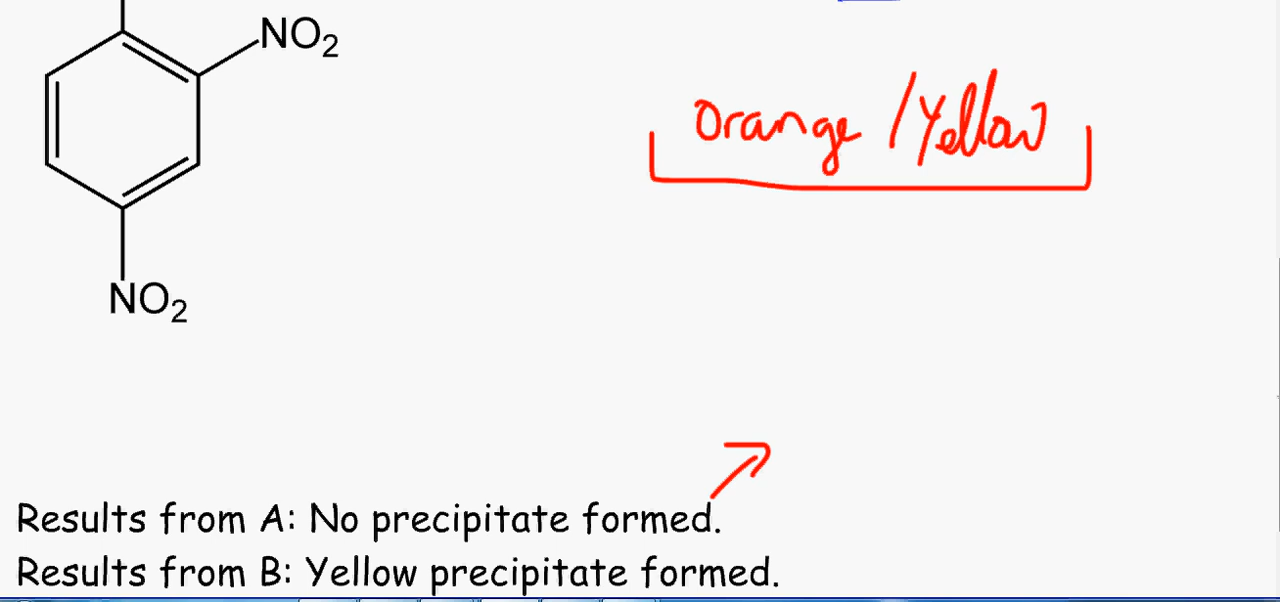 NO₂
Orange / Yellow
NO₂
Results from A: No precipitate formed.
Results from B: Yellow precipitate formed.